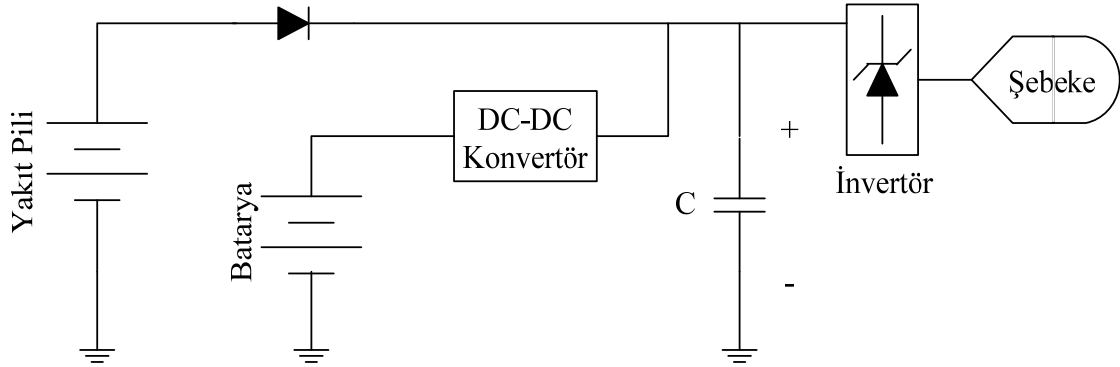 Yakıt Pili
Batarya
DC-DC
Konvertör
C
+
-
İnvertör
Şebeke